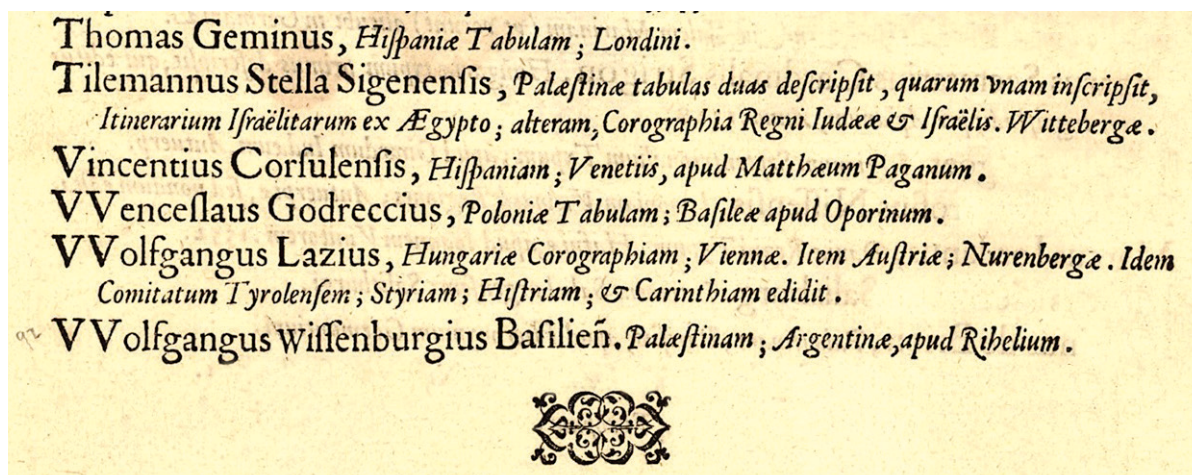 Thomas Geminus, Hiſpaniæ Tabulam; Londini.
Tilemannus Stella Sigenenſis, Palæſtinæ tabulas duas deſcripſit, quarum vnam inſcripſit,
Itinerarium Iſraëlitarum ex Ægypto; alteram, Corographia Regni Iudææ & Iſraëlis. Wittebergæ.
Vincentius Corſulenſis, Hiſpaniam; Venetiis, apud Matthæum Paganum.
VVenceſlaus Godreccius, Poloniæ Tabulam; Baſileæ apud Oporinum.
VVolfgangus Lazius, Hungariæ Corographiam; Viennæ. Item Auſtriæ; Nurenbergæ. Idem
Comitatum Tyrolenſem; Styriam; Hiſtriam; & Carinthiam edidit.
92 VVolfgangus Wiſſenburgius Baſilien̄. Palæſtinam; Argentinæ, apud Rihelium.